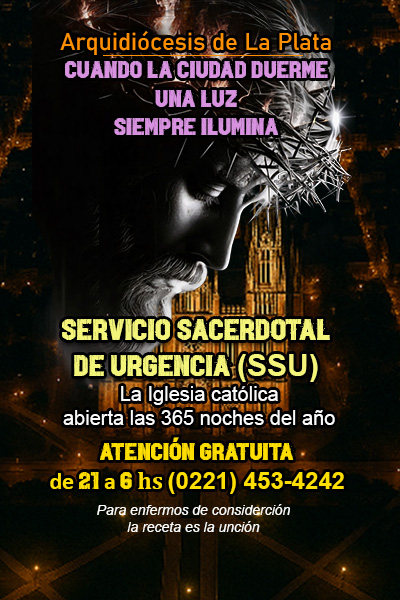 Arquidiócesis de La Plata
CUANDO LA CIUDAD DUERME
UNA LUZ
SIEMPRE ILUMINA
SERVICIO SACERDOTAL
DE URGENCIA (SSU)
La Iglesia católica
abierta las 365 noches del año
ATENCIÓN GRATUITA
de 21 a 6 hs (0221) 453-4242
Para enfermos de considerción
la receta es la unción